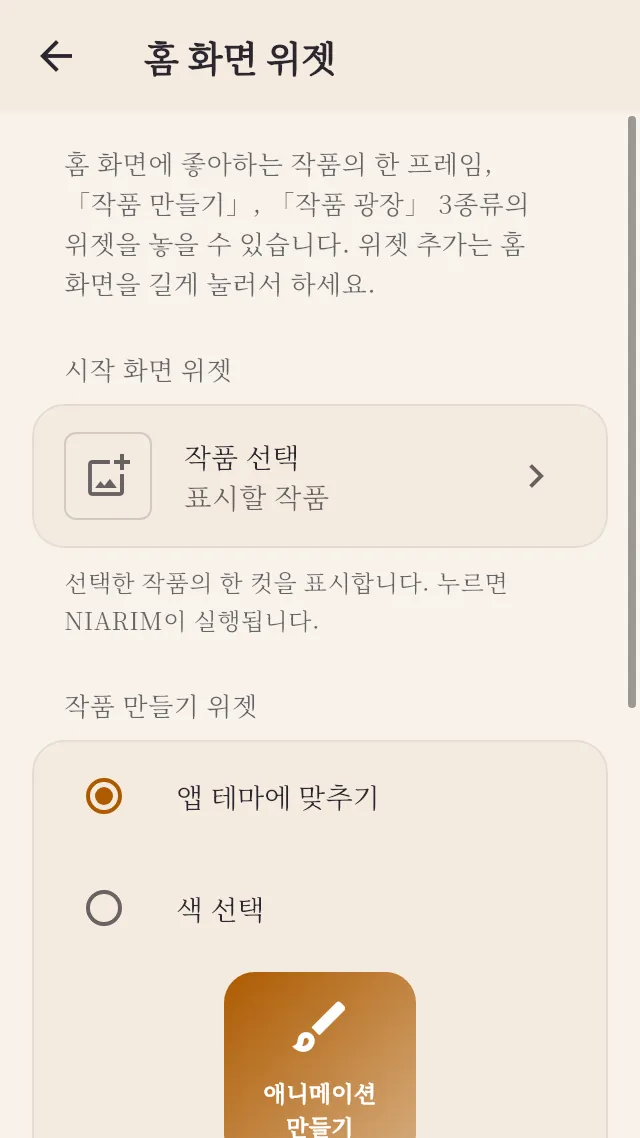 홈 화면 위젯
홈 화면에 좋아하는 작품의 한 프레임,
「작품 만들기」, 「작품 광장」 3종류의
위젯을 놓을 수 있습니다. 위젯 추가는 홈
화면을 길게 눌러서 하세요.
시작 화면 위젯
작품 선택
표시할 작품
선택한 작품의 한 컷을 표시합니다. 누르면
NIARIM이 실행됩니다.
작품 만들기 위젯
앱 테마에 맞추기
색 선택
애니메이션
만들기